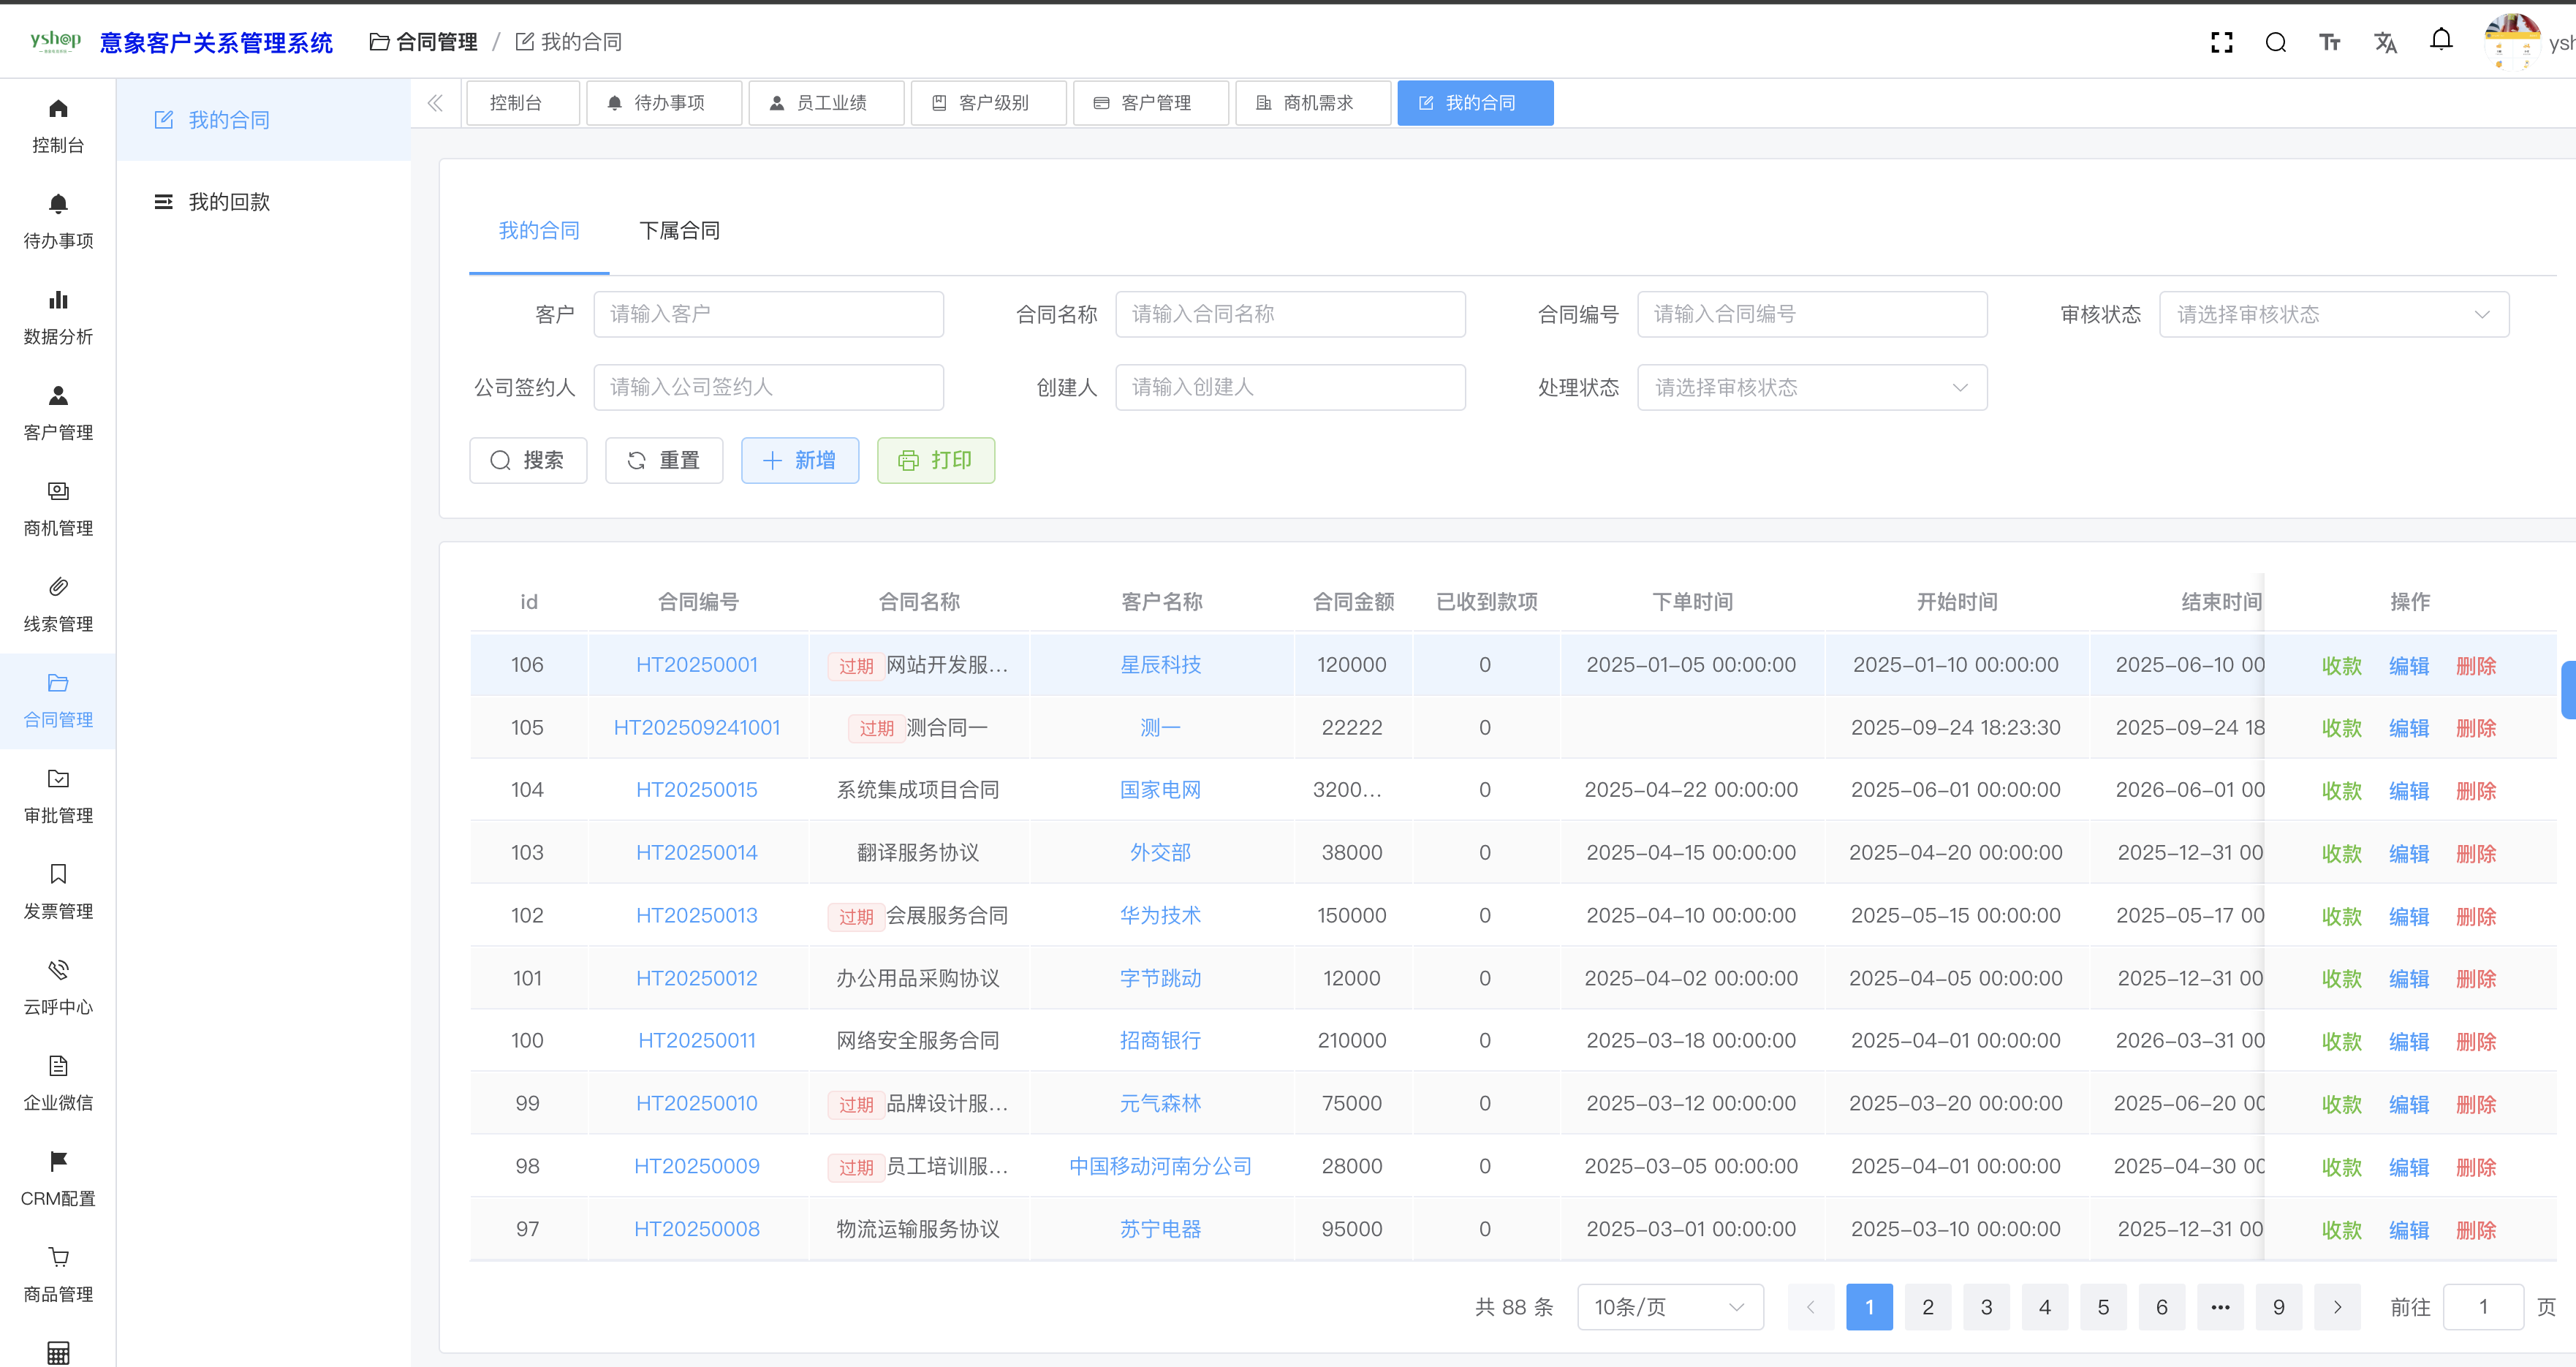 yshop 意象客户关系管理系统 合同管理 / 我的合同 ysh
控制台
待办事项
数据分析
客户管理
商机管理
线索管理
合同管理
审批管理
发票管理
云呼中心
企业微信
CRM配置
商品管理
我的合同
我的回款
控制台 待办事项 员工业绩 客户级别 客户管理 商机需求 我的合同
我的合同 下属合同
客户 请输入客户 合同名称 请输入合同名称 合同编号 请输入合同编号 审核状态 请选择审核状态
公司签约人 请输入公司签约人 创建人 请输入创建人 处理状态 请选择审核状态
搜索 重置 新增 打印
id 合同编号 合同名称 客户名称 合同金额 已收到款项 下单时间 开始时间 结束时间 操作
106 HT20250001 过期 网站开发服... 星辰科技 120000 0 2025-01-05 00:00:00 2025-01-10 00:00:00 2025-06-10 00 收款 编辑 删除
105 HT202509241001 过期 测合同一 测一 22222 0 2025-09-24 18:23:30 2025-09-24 18 收款 编辑 删除
104 HT20250015 系统集成项目合同 国家电网 3200... 0 2025-04-22 00:00:00 2025-06-01 00:00:00 2026-06-01 00 收款 编辑 删除
103 HT20250014 翻译服务协议 外交部 38000 0 2025-04-15 00:00:00 2025-04-20 00:00:00 2025-12-31 00 收款 编辑 删除
102 HT20250013 过期 会展服务合同 华为技术 150000 0 2025-04-10 00:00:00 2025-05-15 00:00:00 2025-05-17 00 收款 编辑 删除
101 HT20250012 办公用品采购协议 字节跳动 12000 0 2025-04-02 00:00:00 2025-04-05 00:00:00 2025-12-31 00 收款 编辑 删除
100 HT20250011 网络安全服务合同 招商银行 210000 0 2025-03-18 00:00:00 2025-04-01 00:00:00 2026-03-31 00 收款 编辑 删除
99 HT20250010 过期 品牌设计服... 元气森林 75000 0 2025-03-12 00:00:00 2025-03-20 00:00:00 2025-06-20 00 收款 编辑 删除
98 HT20250009 过期 员工培训服... 中国移动河南分公司 28000 0 2025-03-05 00:00:00 2025-04-01 00:00:00 2025-04-30 00 收款 编辑 删除
97 HT20250008 物流运输服务协议 苏宁电器 95000 0 2025-03-01 00:00:00 2025-03-10 00:00:00 2025-12-31 00 收款 编辑 删除
共 88 条 10条/页 1 2 3 4 5 6 ••• 9 前往 1 页